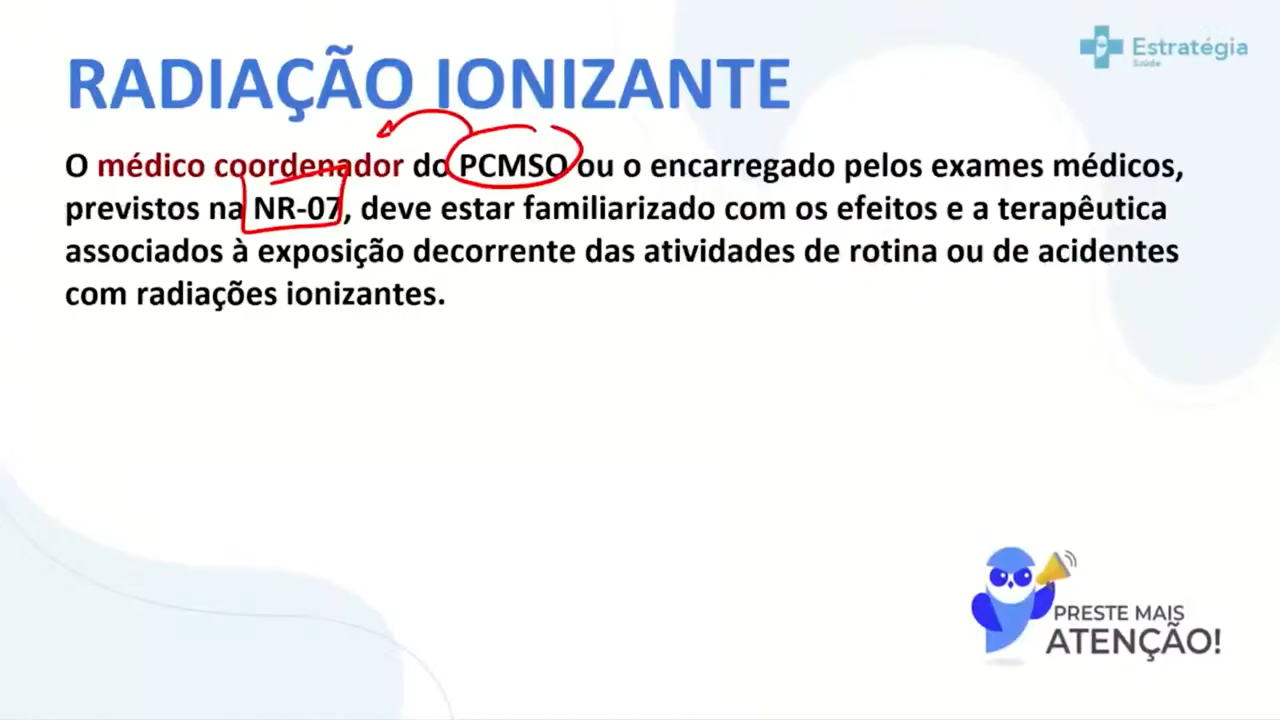 Estratégia
Saúde
RADIAÇÃO IONIZANTE
O médico coordenador do PCMSO ou o encarregado pelos exames médicos,
previstos na NR-07, deve estar familiarizado com os efeitos e a terapêutica
associados à exposição decorrente das atividades de rotina ou de acidentes
com radiações ionizantes.
PRESTE MAIS
ATENÇÃO!